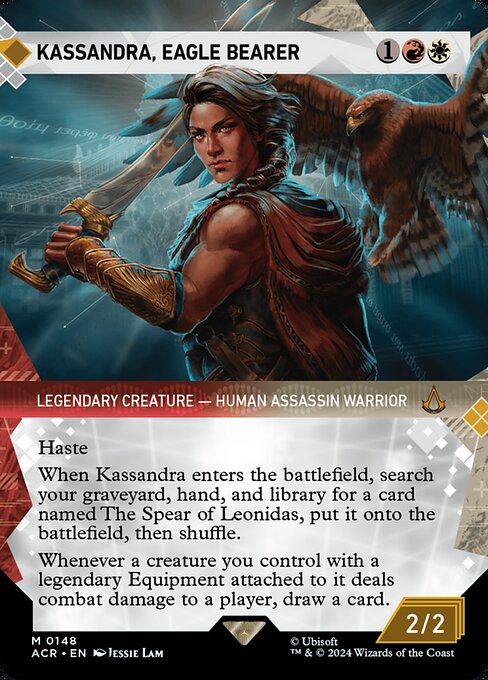 KASSANDRA, EAGLE BEARER
1
LEGENDARY CREATURE — HUMAN ASSASSIN WARRIOR
Haste
When Kassandra enters the battlefield, search
your graveyard, hand, and library for a card
named The Spear of Leonidas, put it onto the
battlefield, then shuffle.
Whenever a creature you control with a
legendary Equipment attached to it deals
combat damage to a player, draw a card.
2/2
M 0148
ACR • EN Jessie Lam
© Ubisoft
™ & © 2024 Wizards of the Coast